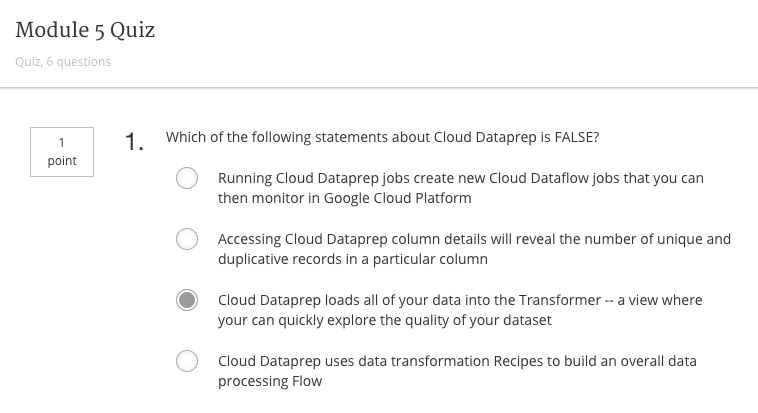 Module 5 Quiz
Quiz, 6 questions
1
point
1.
Which of the following statements about Cloud Dataprep is FALSE?
Running Cloud Dataprep jobs create new Cloud Dataflow jobs that you can
then monitor in Google Cloud Platform
Accessing Cloud Dataprep column details will reveal the number of unique and
duplicative records in a particular column
Cloud Dataprep loads all of your data into the Transformer -- a view where
your can quickly explore the quality of your dataset
Cloud Dataprep uses data transformation Recipes to build an overall data
processing Flow